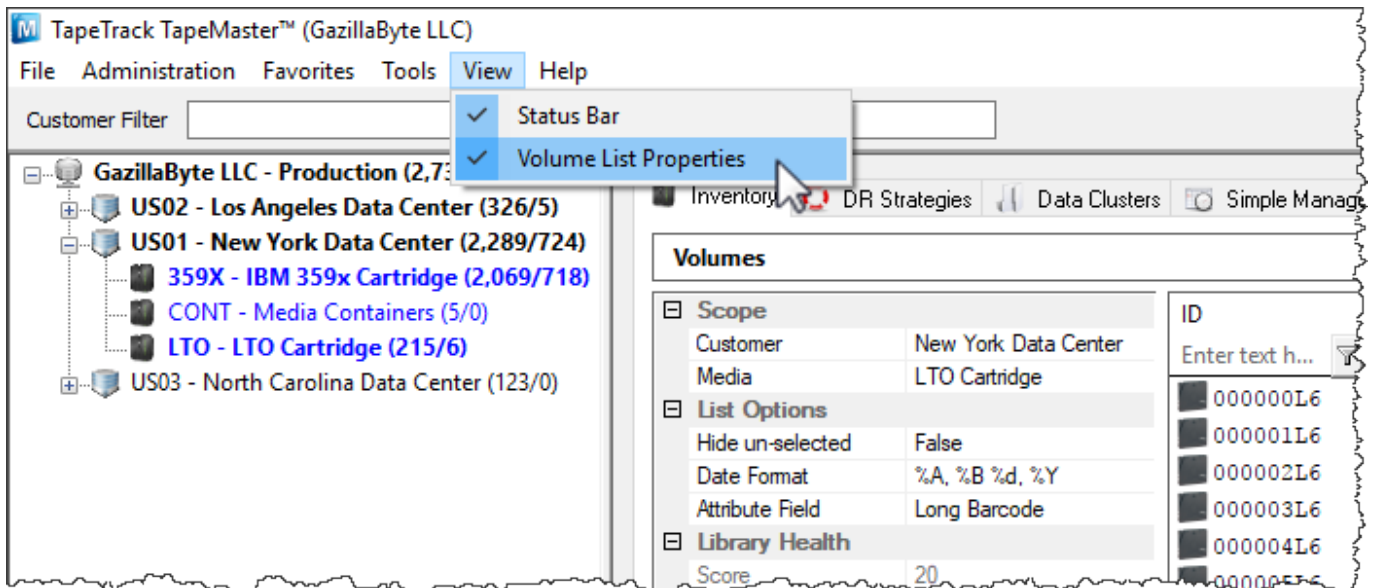 TapeTrack TapeMaster™ (GazillaByte LLC)
File Administration Favorites Tools View Help
Customer Filter
Status Bar
Volume List Properties
GazillaByte LLC - Production (2,73
US02 - Los Angeles Data Center (326/5)
US01 - New York Data Center (2,289/724)
359X - IBM 359x Cartridge (2,069/718)
CONT - Media Containers (5/0)
LTO - LTO Cartridge (215/6)
US03 - North Carolina Data Center (123/0)
Inventory DR Strategies Data Clusters Simple Manag
Volumes
Scope
Customer New York Data Center
Media LTO Cartridge
List Options
Hide un-selected False
Date Format %A, %B %d, %Y
Attribute Field Long Barcode
Library Health
Score 20
ID
Enter text h...
000000L6
000001L6
000002L6
000003L6
000004L6
000005L6